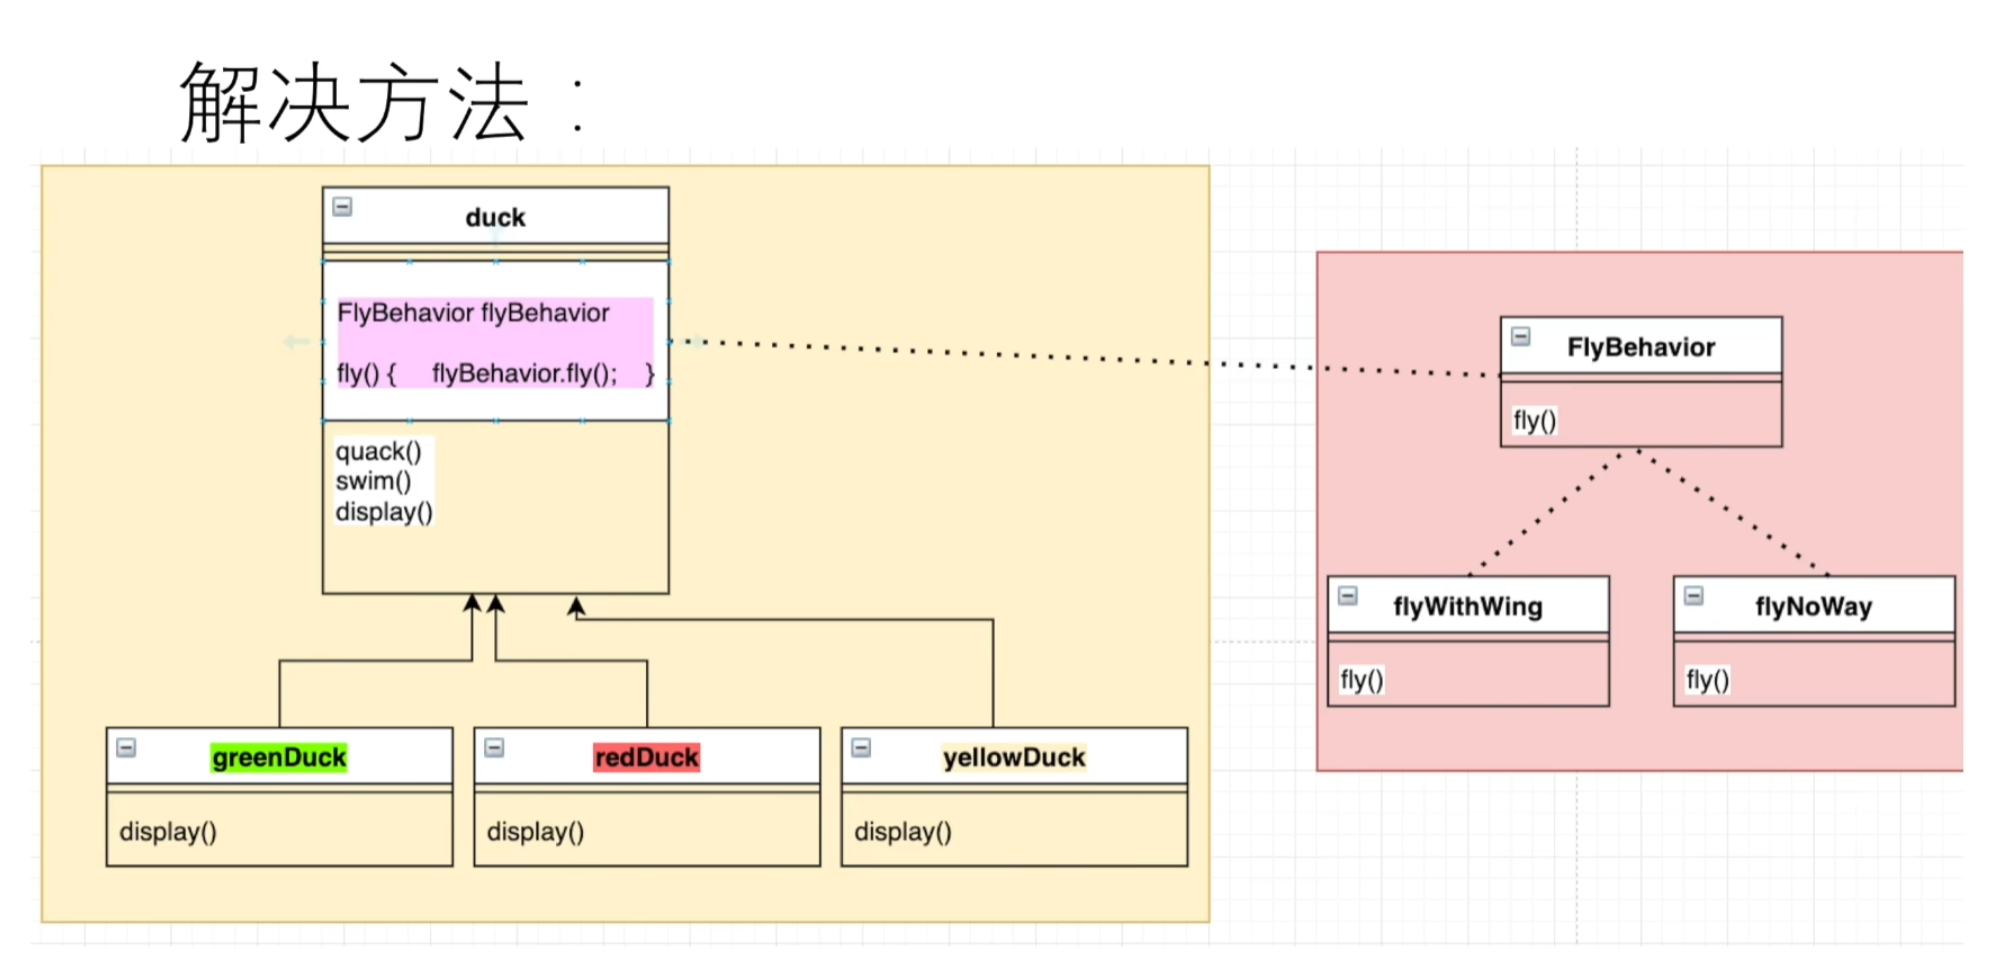 解决方法：
duck
FlyBehavior flyBehavior
fly() { flyBehavior.fly(); }
quack()
swim()
display()
greenDuck
display()
redDuck
display()
yellowDuck
display()
FlyBehavior
fly()
flyWithWing
fly()
flyNoWay
fly()